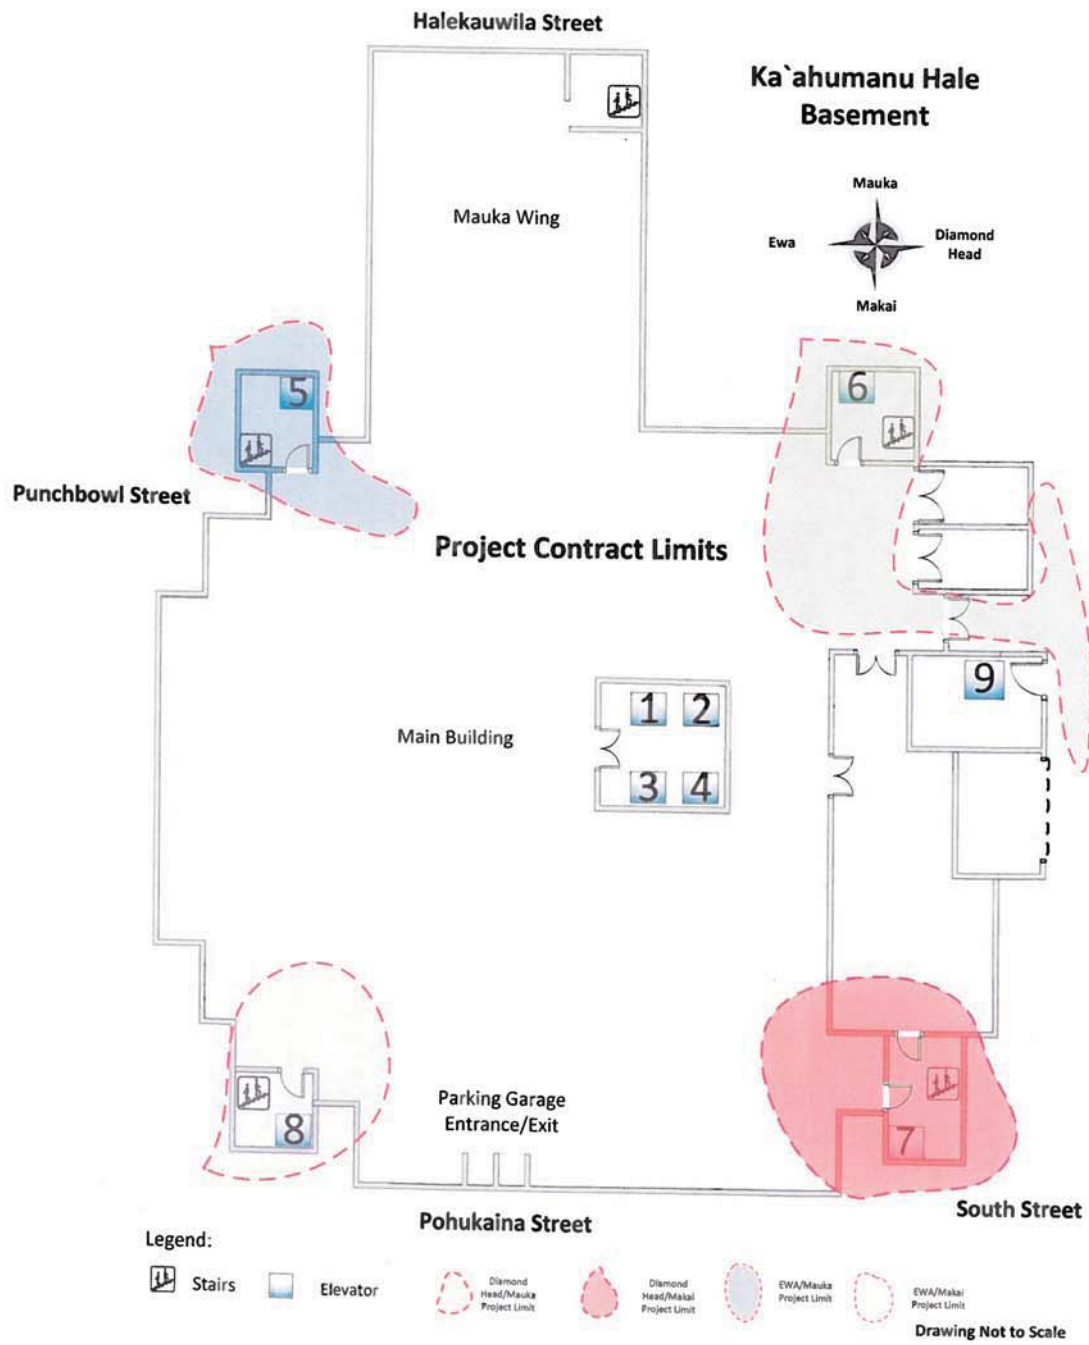 Halekauwila Street
Ka`ahumanu Hale
Basement
Mauka
Ewa
Diamond
Head
Makai
Mauka Wing
5
6
Punchbowl Street
Project Contract Limits
9
1 2
Main Building
3 4
Parking Garage
Entrance/Exit
8
7
South Street
Pohukaina Street
Legend:
Stairs
Elevator
Diamond
Head/Mauka
Project Limit
Diamond
Head/Makai
Project Limit
EWA/Mauka
Project Limit
EWA/Makai
Project Limit
Drawing Not to Scale